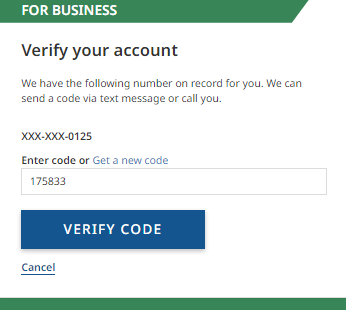 FOR BUSINESS
Verify your account
We have the following number on record for you. We can
send a code via text message or call you.
XXX-XXX-0125
Enter code or Get a new code
175833
VERIFY CODE
Cancel